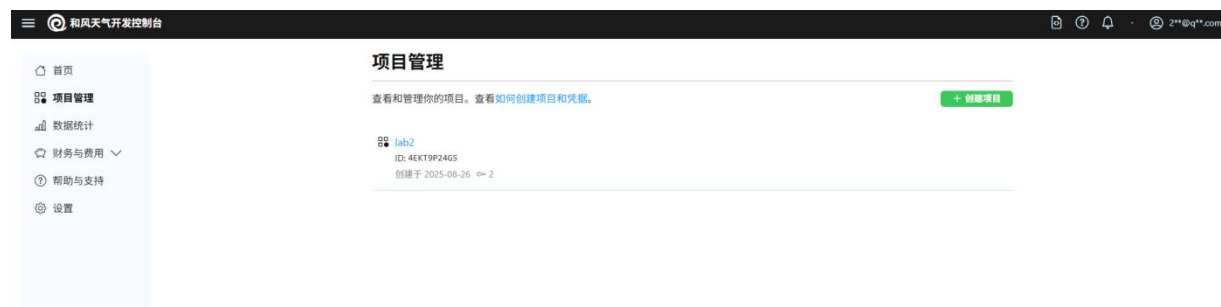 和风天气开发控制台
2**@q**.com
首页
项目管理
数据统计
财务与费用
帮助与支持
设置
项目管理
查看和管理你的项目。查看如何创建项目和凭据。
+ 创建项目
lab2
ID: 4EKT9P24G5
创建于 2025-08-26 2